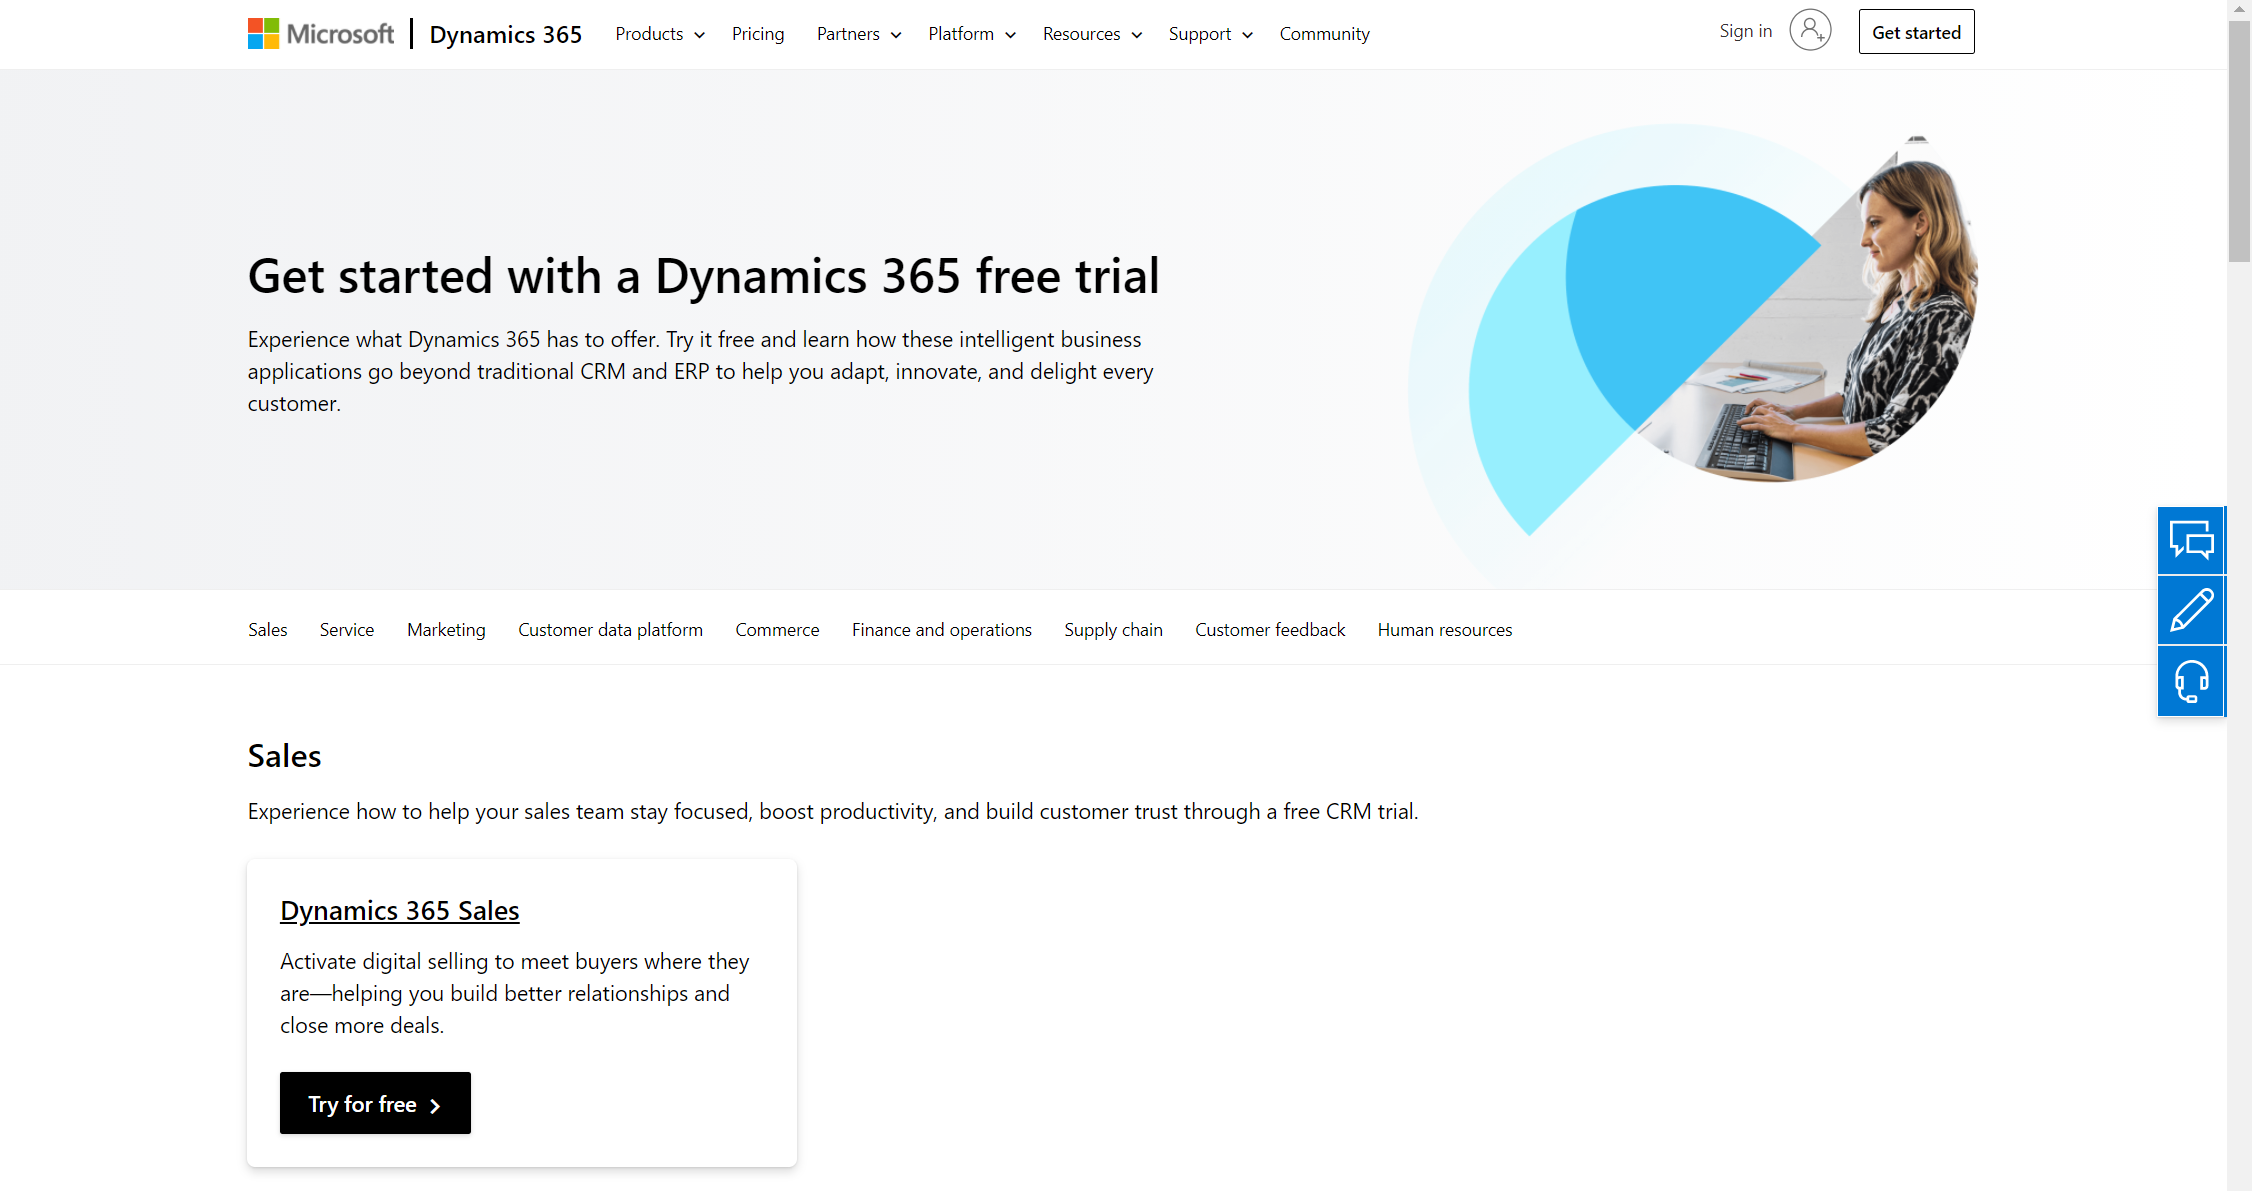 Microsoft | Dynamics 365 Products Pricing Partners Platform Resources Support Community Sign in Get started
Get started with a Dynamics 365 free trial
Experience what Dynamics 365 has to offer. Try it free and learn how these intelligent business
applications go beyond traditional CRM and ERP to help you adapt, innovate, and delight every
customer.
Sales Service Marketing Customer data platform Commerce Finance and operations Supply chain Customer feedback Human resources
Sales
Experience how to help your sales team stay focused, boost productivity, and build customer trust through a free CRM trial.
Dynamics 365 Sales
Activate digital selling to meet buyers where they
are—helping you build better relationships and
close more deals.
Try for free